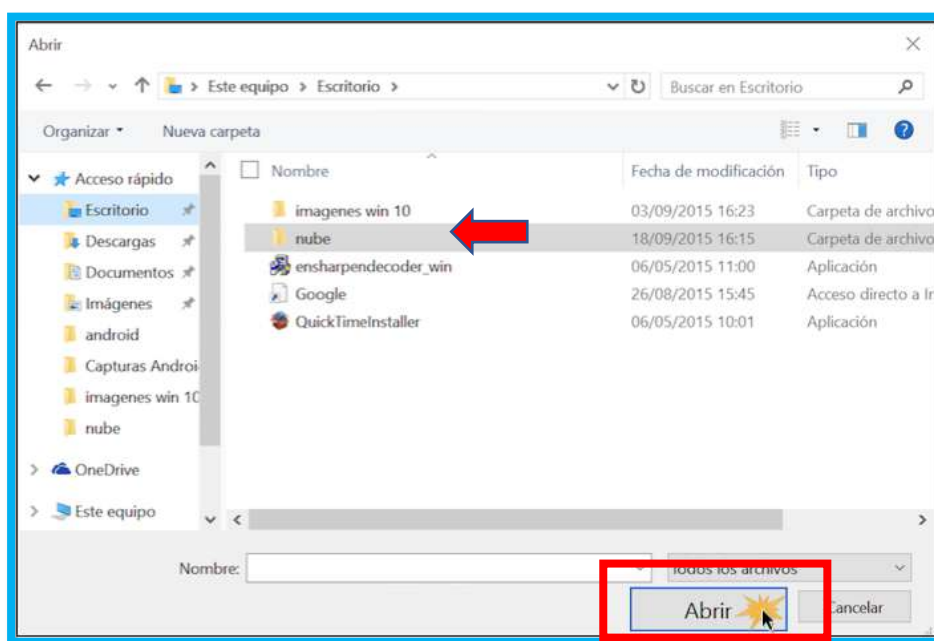 Abrir
Este equipo > Escritorio >
Buscar en Escritorio
Organizar
Nueva carpeta
Nombre
Fecha de modificación
Tipo
Acceso rápido
Escritorio
Descargas
Documentos
Imágenes
android
Capturas Androi
imagenes win 10
nube
OneDrive
Este equipo
imagenes win 10 03/09/2015 16:23 Carpeta de archivo
nube 18/09/2015 16:15 Carpeta de archivo
ensharpendecoder_win 06/05/2015 11:00 Aplicación
Google 26/08/2015 15:45 Acceso directo a In
QuickTimeInstaller 06/05/2015 10:01 Aplicación
Nombre:
Todos los archivos
Abrir
Cancelar